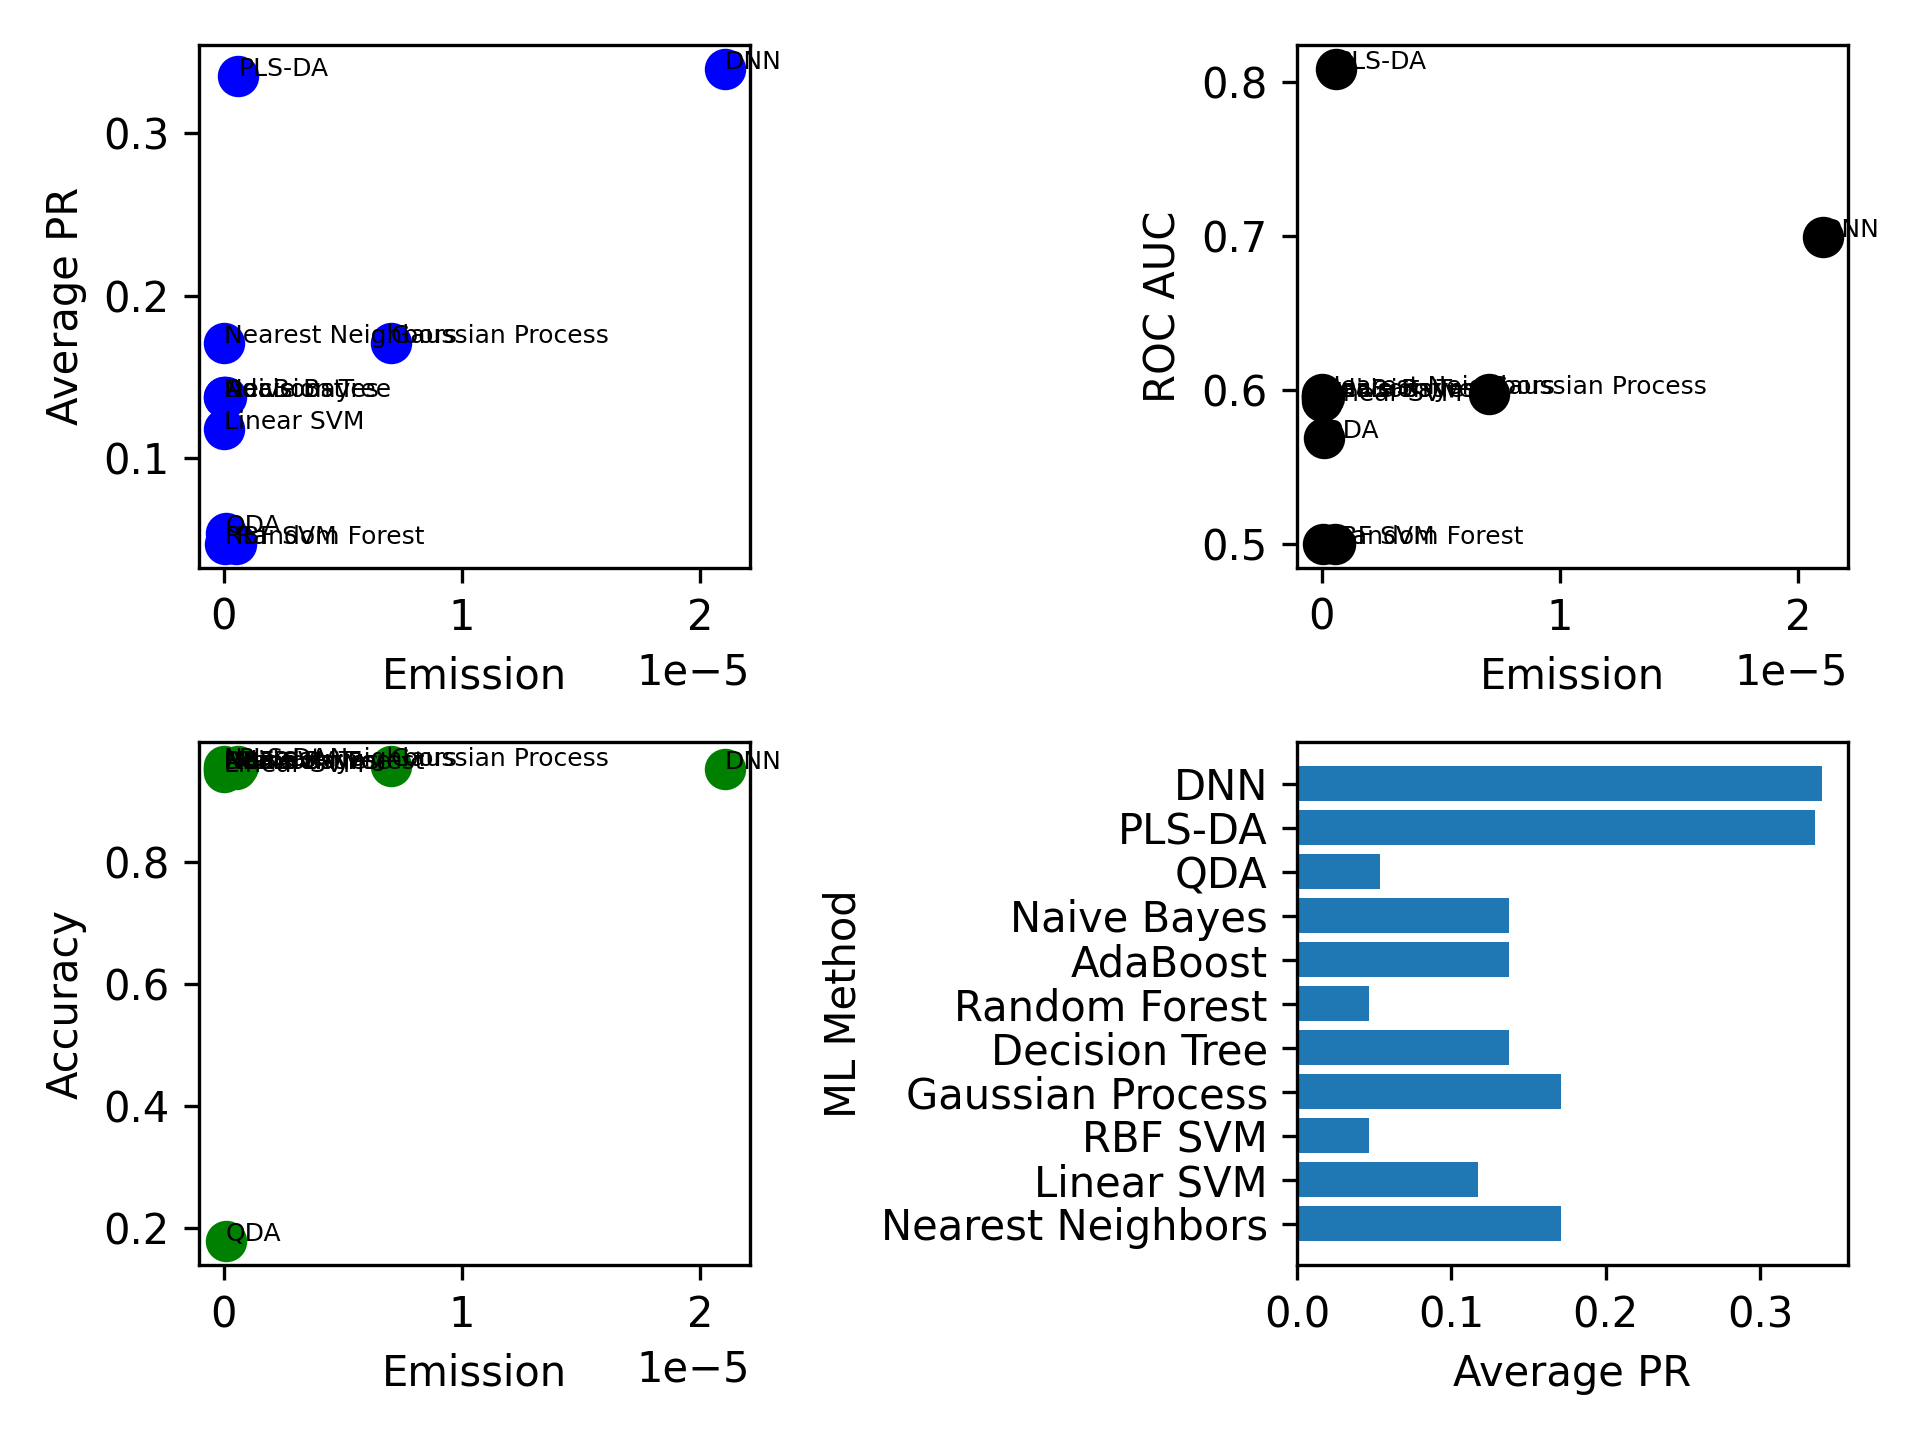 PLS-DA
DNN
0.3
0.2
0.1
Average PR
Nearest Neighbors
Gaussian Process
Linear SVM
QDA
Random Forest
0
1
2
Emission
1e−5
PLS-DA
DNN
0.8
0.7
0.6
0.5
ROC AUC
Gaussian Process
QDA
Random Forest
0
1
2
Emission
1e−5
Gaussian Process
DNN
0.8
0.6
0.4
0.2
Accuracy
QDA
0
1
2
Emission
1e−5
ML Method
DNN
PLS-DA
QDA
Naive Bayes
AdaBoost
Random Forest
Decision Tree
Gaussian Process
RBF SVM
Linear SVM
Nearest Neighbors
0.0
0.1
0.2
0.3
Average PR